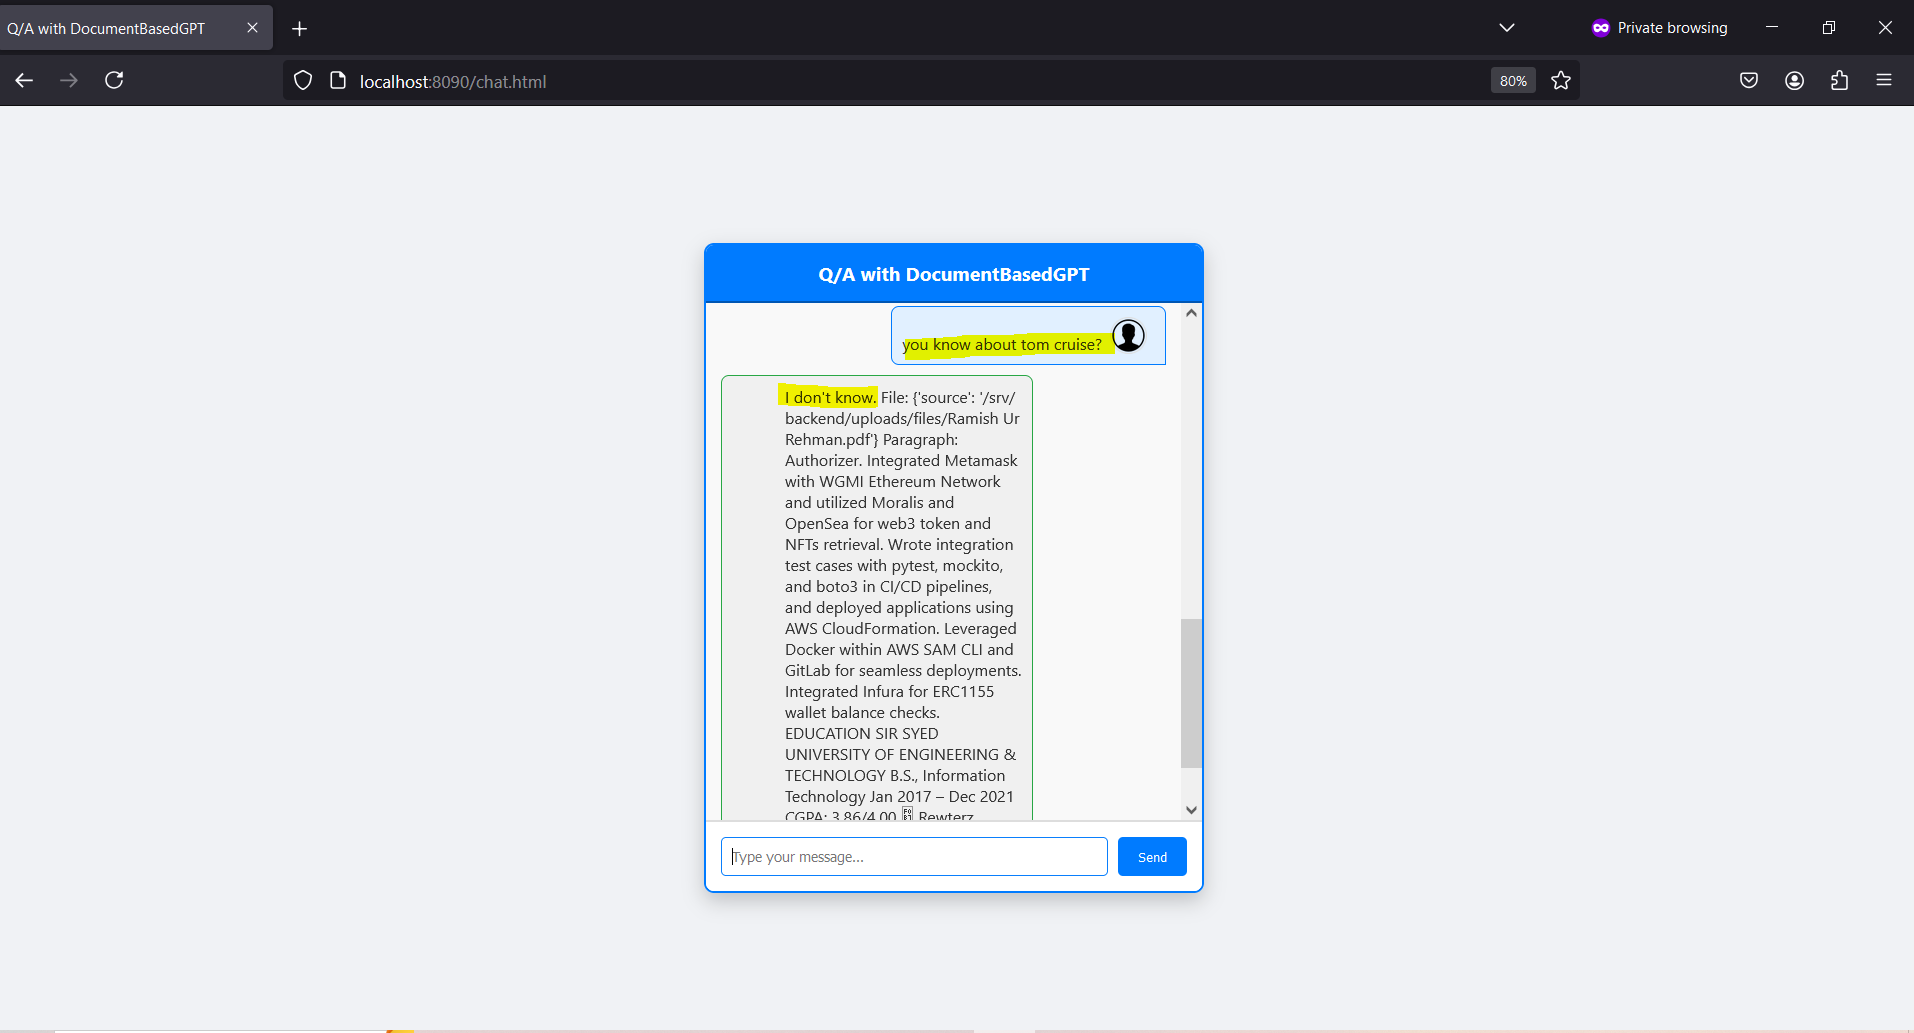 Q/A with DocumentBasedGPT
Private browsing
localhost:8090/chat.html
80%
Q/A with DocumentBasedGPT
you know about tom cruise?
I don't know. File: {'source': '/srv/
backend/uploads/files/Ramish Ur
Rehman.pdf'} Paragraph:
Authorizer. Integrated Metamask
with WGMI Ethereum Network
and utilized Moralis and
OpenSea for web3 token and
NFTs retrieval. Wrote integration
test cases with pytest, mockito,
and boto3 in CI/CD pipelines,
and deployed applications using
AWS CloudFormation. Leveraged
Docker within AWS SAM CLI and
GitLab for seamless deployments.
Integrated Infura for ERC1155
wallet balance checks.
EDUCATION SIR SYED
UNIVERSITY OF ENGINEERING &
TECHNOLOGY B.S., Information
Technology Jan 2017 – Dec 2021
CGPA: 3.86/4.00 Rewterz
Type your message...
Send